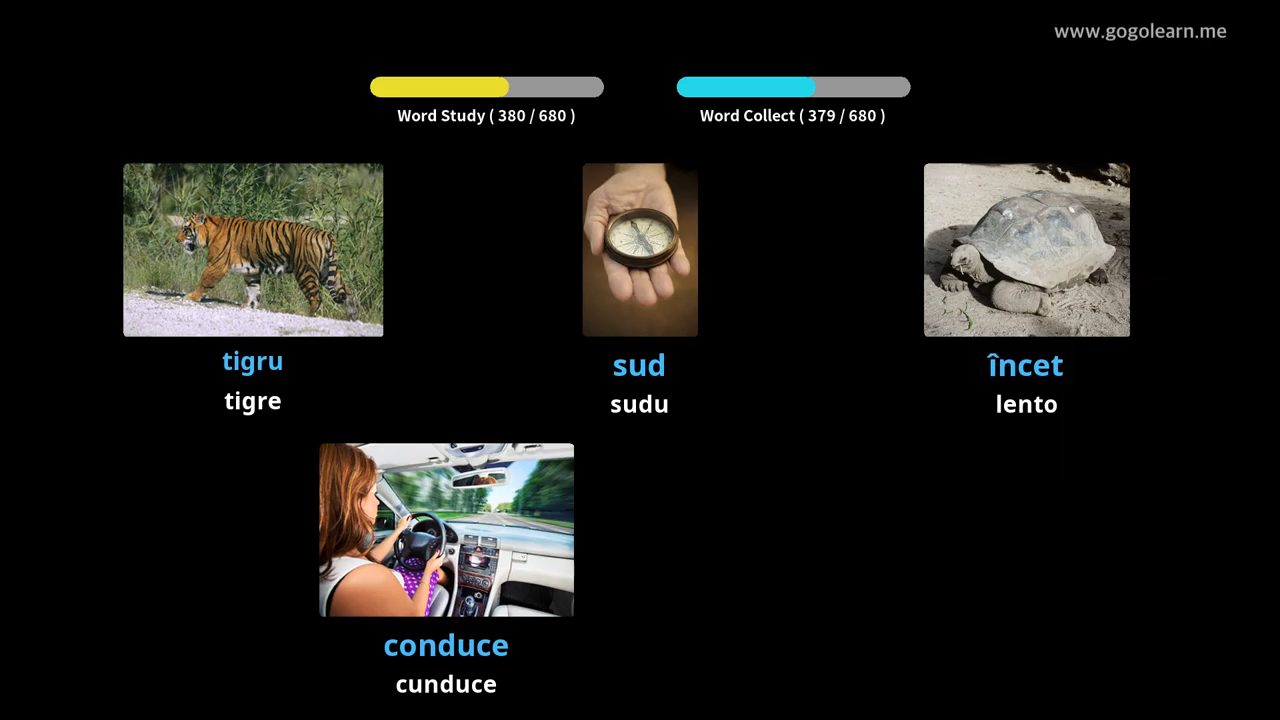 www.gogolearn.me
Word Study ( 380 / 680 )
Word Collect ( 379 / 680 )
tigru
tigre
sud
sudu
încet
lento
conduce
cunduce